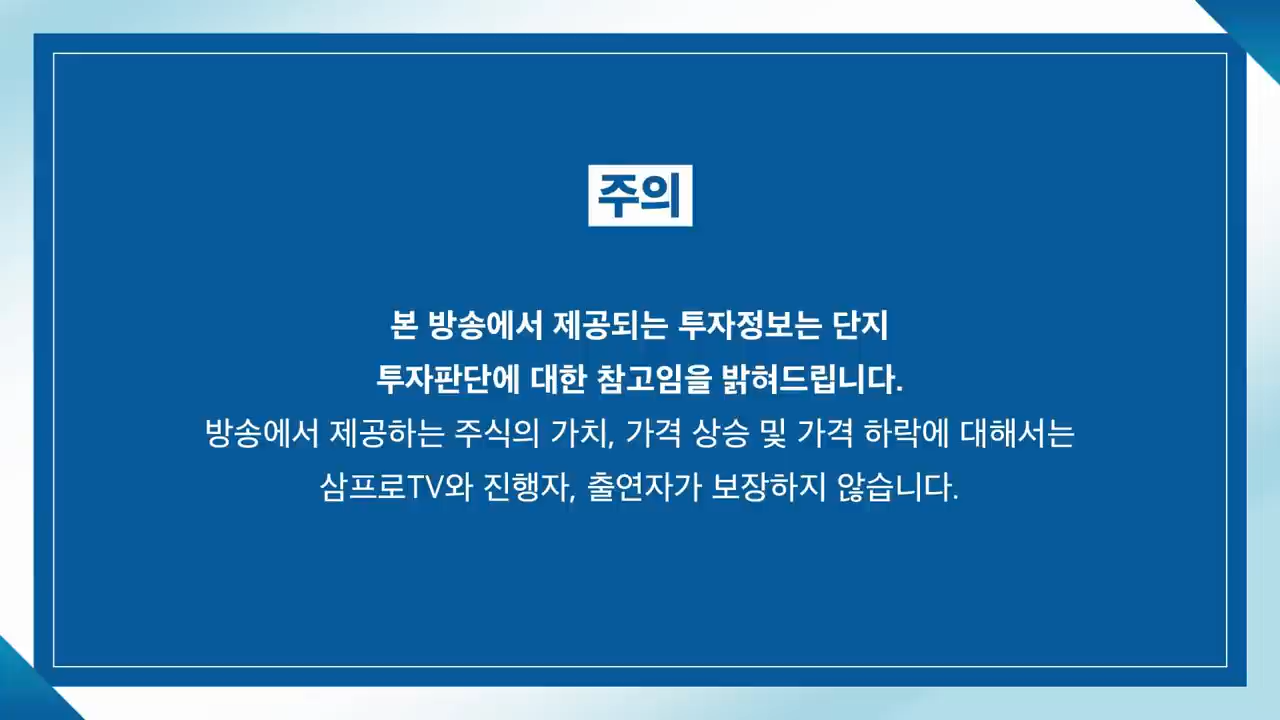 주의
본 방송에서 제공되는 투자정보는 단지
투자판단에 대한 참고임을 밝혀드립니다.
방송에서 제공하는 주식의 가치, 가격 상승 및 가격 하락에 대해서는
삼프로TV와 진행자, 출연자가 보장하지 않습니다.